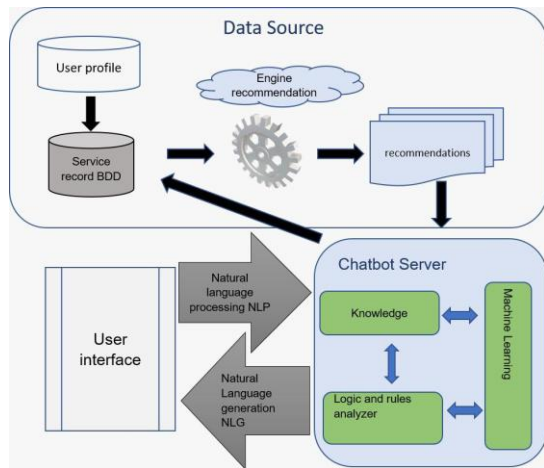 Data Source
User profile
Engine
recommendation
Service
record BDD
recommendations
Natural
language
processing NLP
Chatbot Server
User
interface
Knowledge
Machine Learning
Natural
Language
generation
NLG
Logic and rules
analyzer